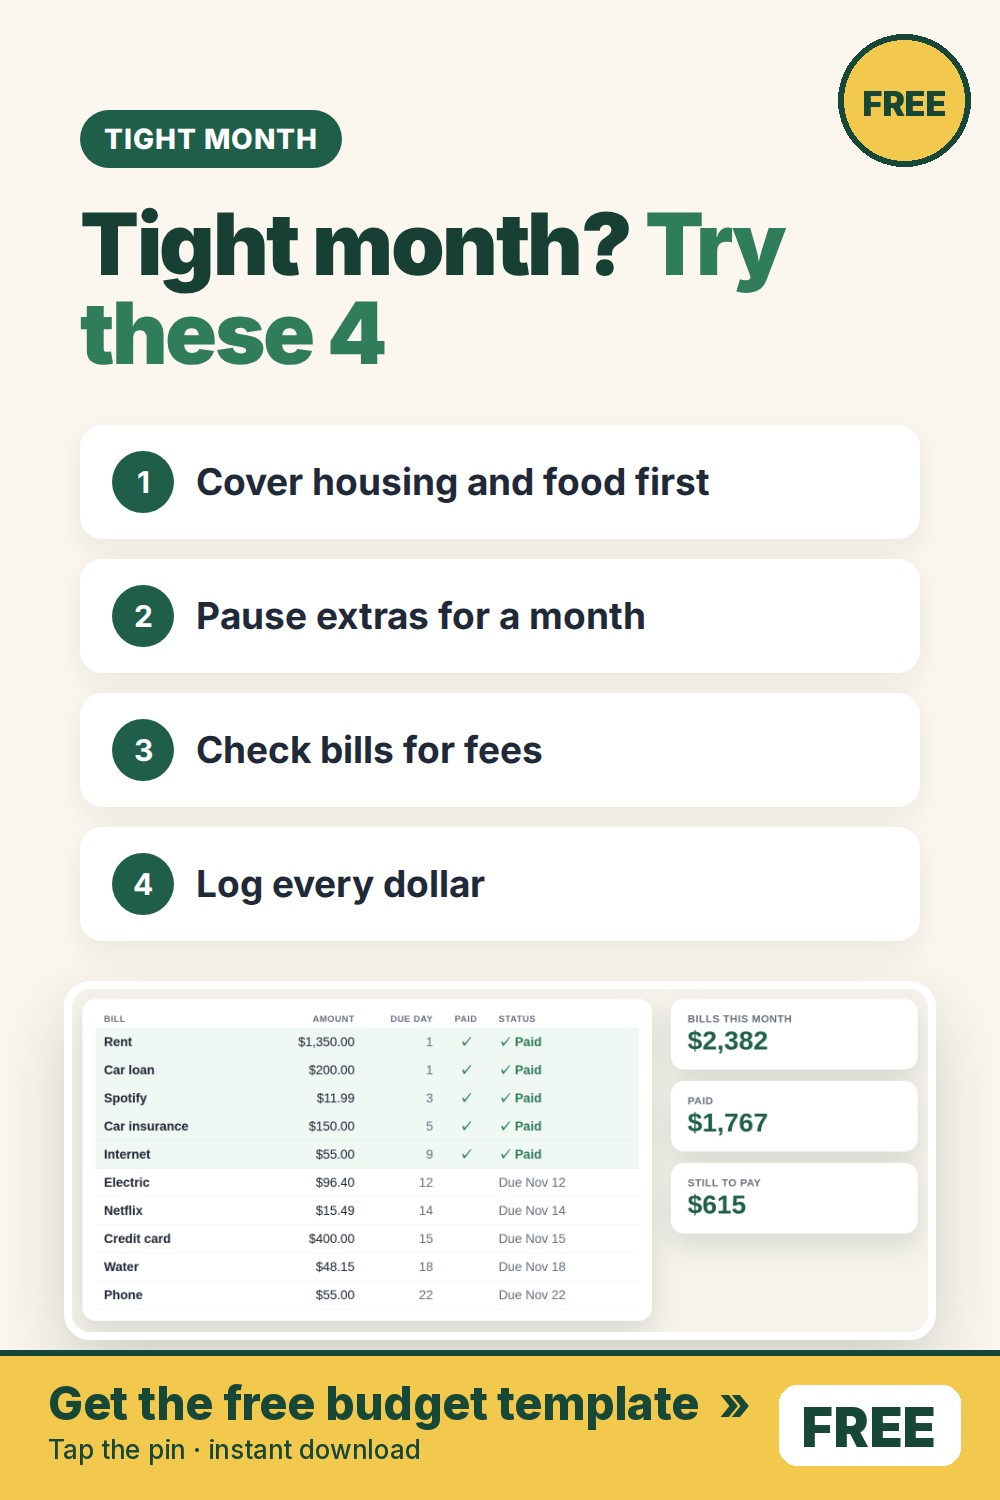 FREE
TIGHT MONTH
Tight month? Try
these 4
1 Cover housing and food first
2 Pause extras for a month
3 Check bills for fees
4 Log every dollar
BILL AMOUNT DUE DAY PAID STATUS
Rent $1,350.00 1 ✓ ✓ Paid
Car loan $200.00 1 ✓ ✓ Paid
Spotify $11.99 3 ✓ ✓ Paid
Car insurance $150.00 5 ✓ ✓ Paid
Internet $55.00 9 ✓ ✓ Paid
Electric $96.40 12 Due Nov 12
Netflix $15.49 14 Due Nov 14
Credit card $400.00 15 Due Nov 15
Water $48.15 18 Due Nov 18
Phone $55.00 22 Due Nov 22
BILLS THIS MONTH
$2,382
PAID
$1,767
STILL TO PAY
$615
Get the free budget template »
Tap the pin · instant download
FREE